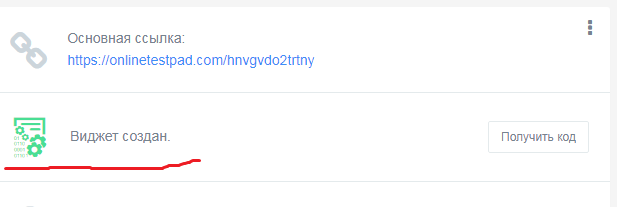 Основная ссылка:
https://onlinetestpad.com/hnvgvdo2trtny
Виджет создан.
Получить код